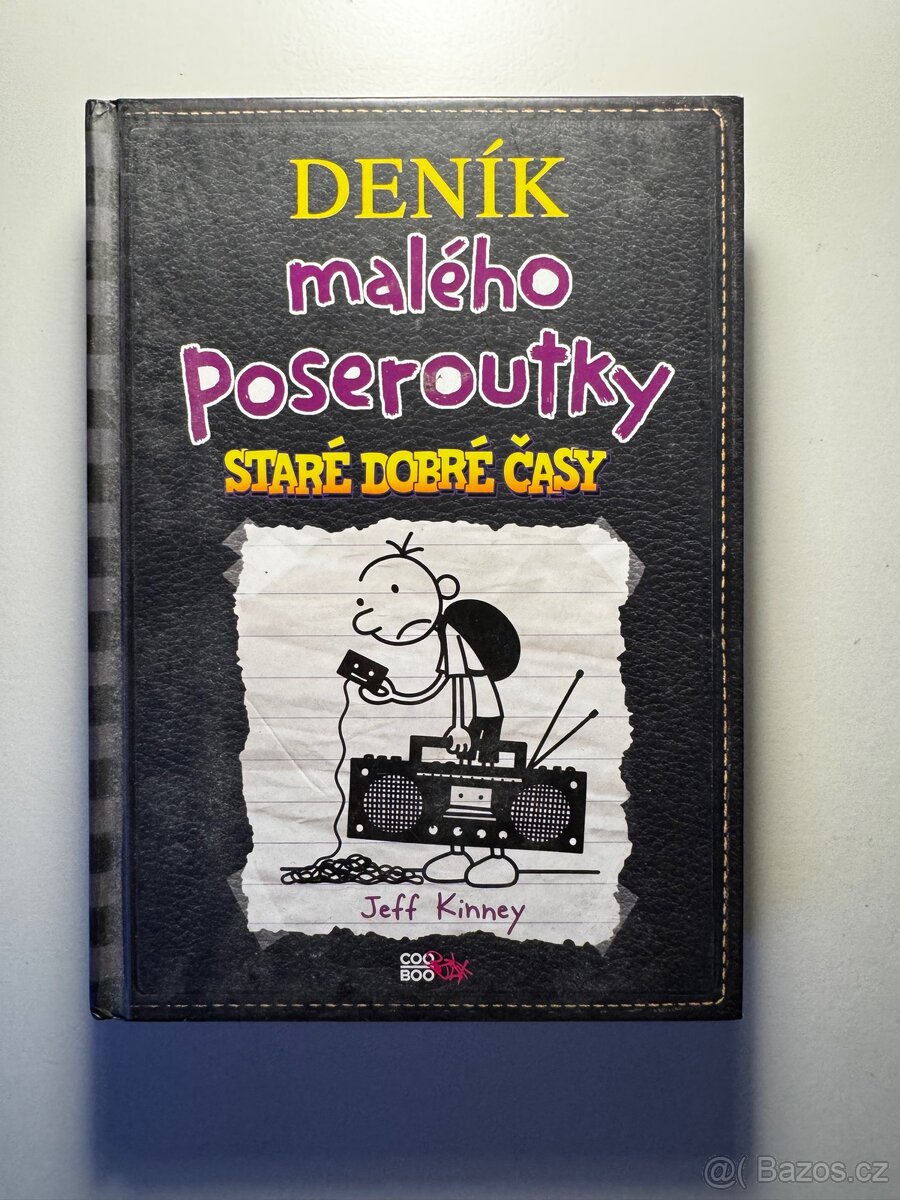 DENÍK
malého
poseroutky
STARÉ DOBRÉ ČASY
Jeff Kinney
COO
BOO
@( Bazos.cz